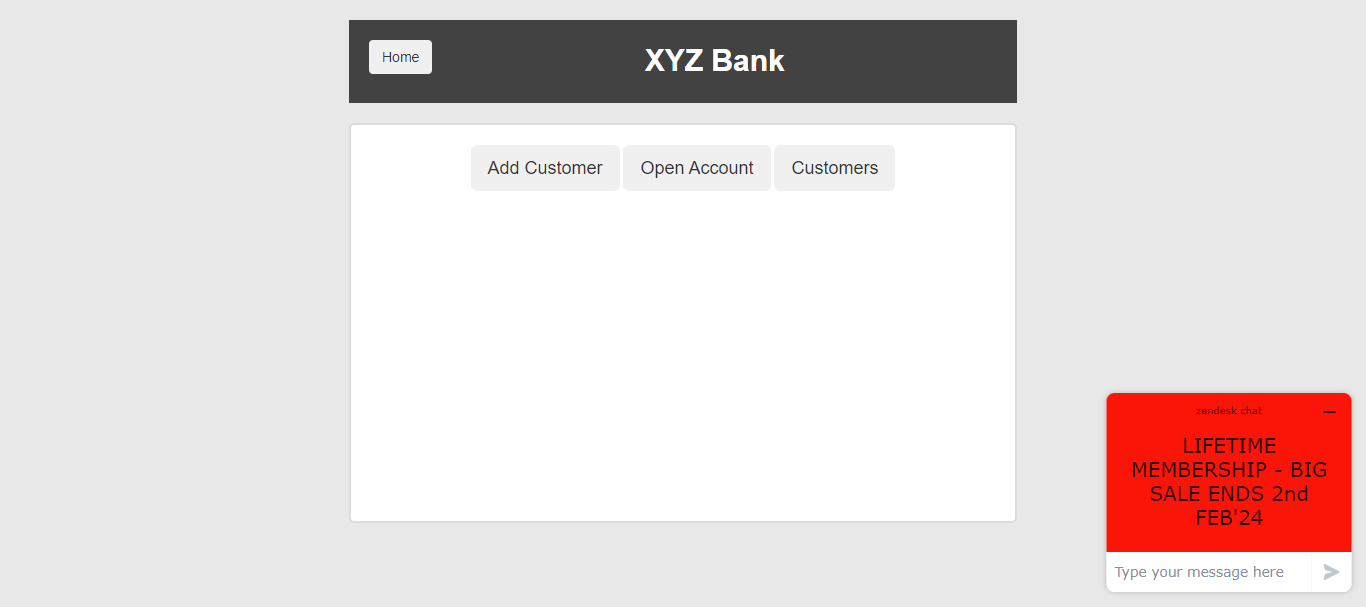 Home
XYZ Bank
Add Customer
Open Account
Customers
zendesk chat
LIFETIME
MEMBERSHIP - BIG
SALE ENDS 2nd
FEB'24
Type your message here